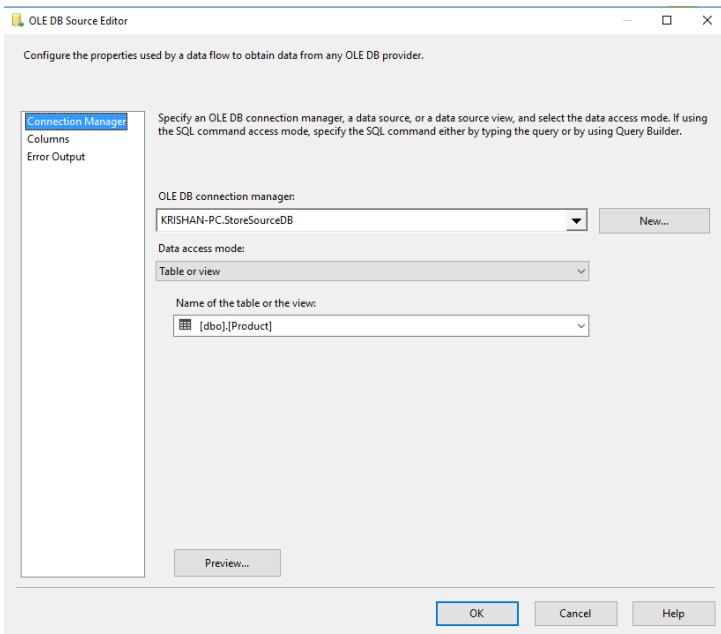 OLE DB Source Editor
Configure the properties used by a data flow to obtain data from any OLE DB provider.
Connection Manager
Columns
Error Output
Specify an OLE DB connection manager, a data source, or a data source view, and select the data access mode. If using
the SQL command access mode, specify the SQL command either by typing the query or by using Query Builder.
OLE DB connection manager:
KRISHAN-PC.StoreSourceDB
New...
Data access mode:
Table or view
Name of the table or the view:
[dbo].[Product]
Preview...
OK
Cancel
Help